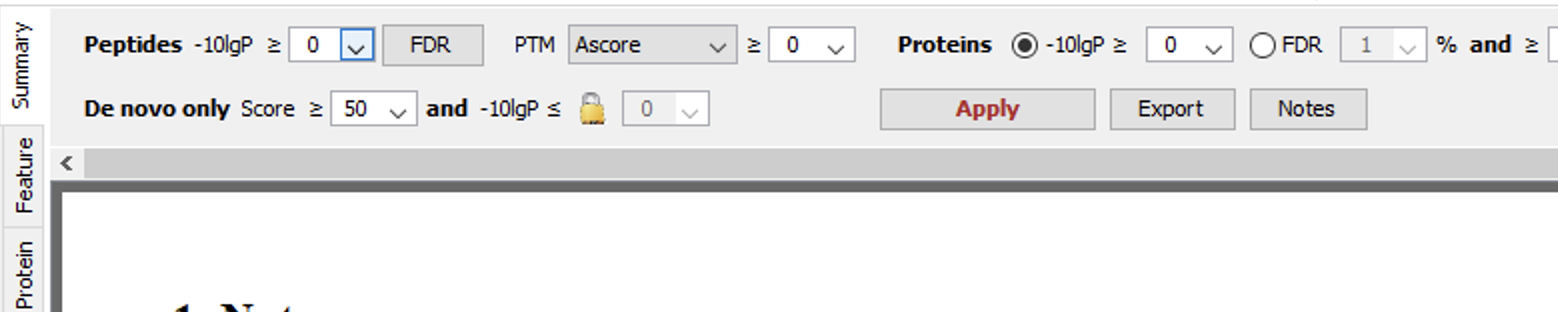 Summary
Feature
Protein
Peptides -10lgP ≥ 0 FDR PTM Ascore ≥ 0 Proteins -10lgP ≥ 0 FDR 1 % and ≥
De novo only Score ≥ 50 and -10lgP ≤ 0 Apply Export Notes